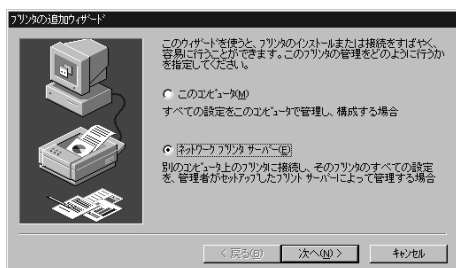 プリンタの追加ウィザード
このウィザードを使うと、プリンタのインストールまたは接続をすばやく、
容易に行うことができます。このプリンタの管理をどのように行うか
を指定してください。
このコンピュータ(M)
すべての設定をこのコンピュータで管理し、構成する場合
ネットワーク プリンタ サーバー(E)
別のコンピュータ上のプリンタに接続し、そのプリンタのすべての設定
を、管理者がセットアップしたプリント サーバーによって管理する場合
< 戻る(B) 次へ(N) > キャンセル